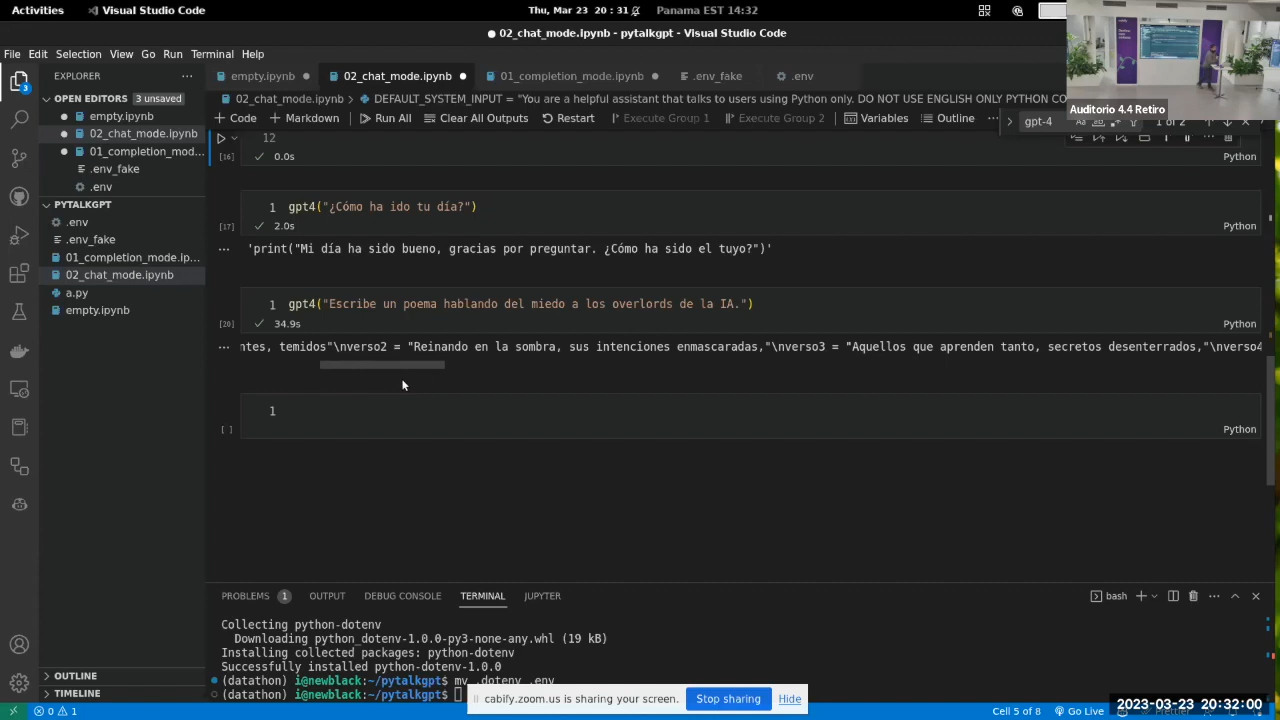 Activities
Visual Studio Code
Thu, Mar 23 20 : 31
Panama EST 14:32
02_chat_mode.ipynb - pytalkgpt - Visual Studio Code
File Edit Selection View Go Run Terminal Help
EXPLORER
empty.ipynb
02_chat_mode.ipynb
01_completion_mode.ipynb
.env_fake
.env
OPEN EDITORS 3 unsaved
empty.ipynb
02_chat_mode.ipynb
01_completion_mod...
.env_fake
.env
PYTALKGPT
.env
.env_fake
01_completion_mode.ip...
02_chat_mode.ipynb
a.py
empty.ipynb
OUTLINE
TIMELINE
3
02_chat_mode.ipynb > DEFAULT_SYSTEM_INPUT = "You are a helpful assistant that talks to users using Python only. DO NOT USE ENGLISH ONLY PYTHON CO
+ Code + Markdown Run All Clear All Outputs Restart Execute Group 1 Execute Group 2 Variables Outline ...
gpt-4 Aa 1 of 2
Auditorio 4.4 Retiro
12
[16] 0.0s Python
1 gpt4("¿Cómo ha ido tu día?")
[17] 2.0s Python
... 'print("Mi día ha sido bueno, gracias por preguntar. ¿Cómo ha sido el tuyo?")'
1 gpt4("Escribe un poema hablando del miedo a los overlords de la IA.")
[20] 34.9s Python
... ntes, temidos"\nverso2 = "Reinando en la sombra, sus intenciones enmascaradas,"\nverso3 = "Aquellos que aprenden tanto, secretos desenterrados,"\nverso4
1
[ ] Python
PROBLEMS 1 OUTPUT DEBUG CONSOLE TERMINAL JUPYTER
bash
Collecting python-dotenv
Downloading python_dotenv-1.0.0-py3-none-any.whl (19 kB)
Installing collected packages: python-dotenv
Successfully installed python-dotenv-1.0.0
(datathon) i@newblack:~/pytalkgpt$ mv .dotenv .env
(datathon) i@newblack:~/pytalkgpt$
cabify.zoom.us is sharing your screen. Stop sharing Hide
0 1
Cell 5 of 8
Go Live
2023-03-23 20:32:00